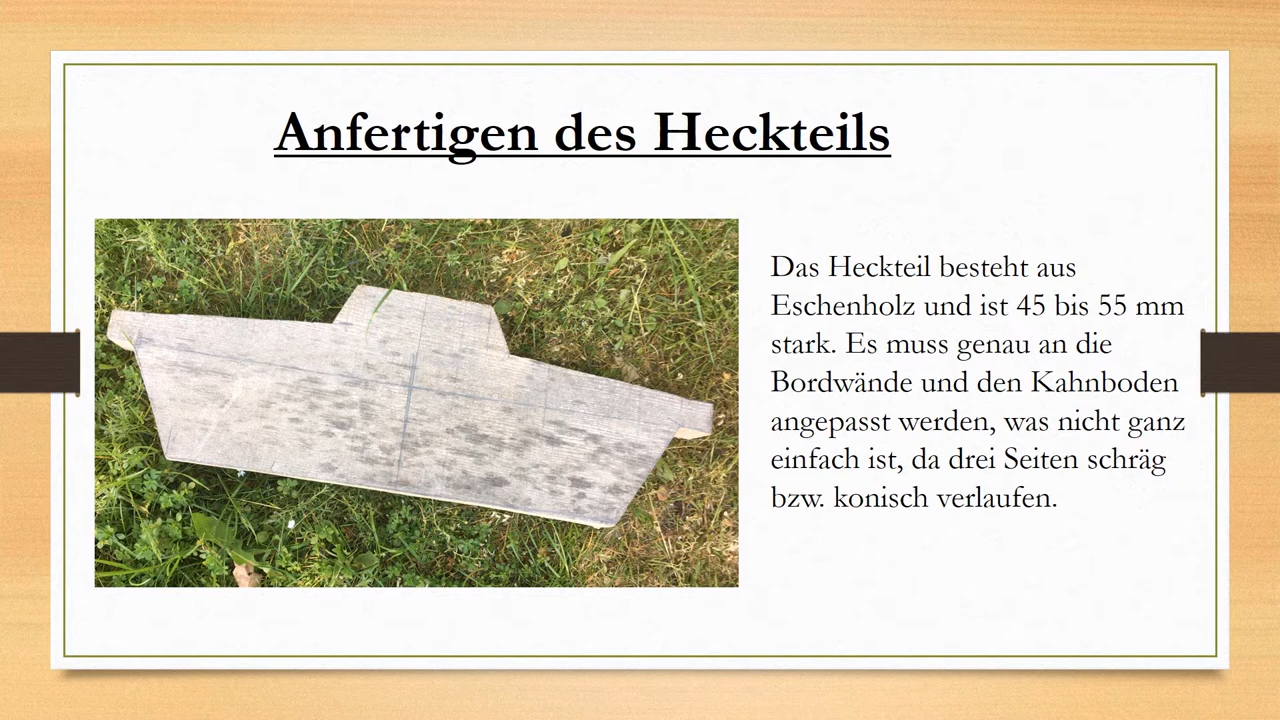 Anfertigen des Heckteils
Das Heckteil besteht aus
Eschenholz und ist 45 bis 55 mm
stark. Es muss genau an die
Bordwände und den Kahnboden
angepasst werden, was nicht ganz
einfach ist, da drei Seiten schräg
bzw. konisch verlaufen.